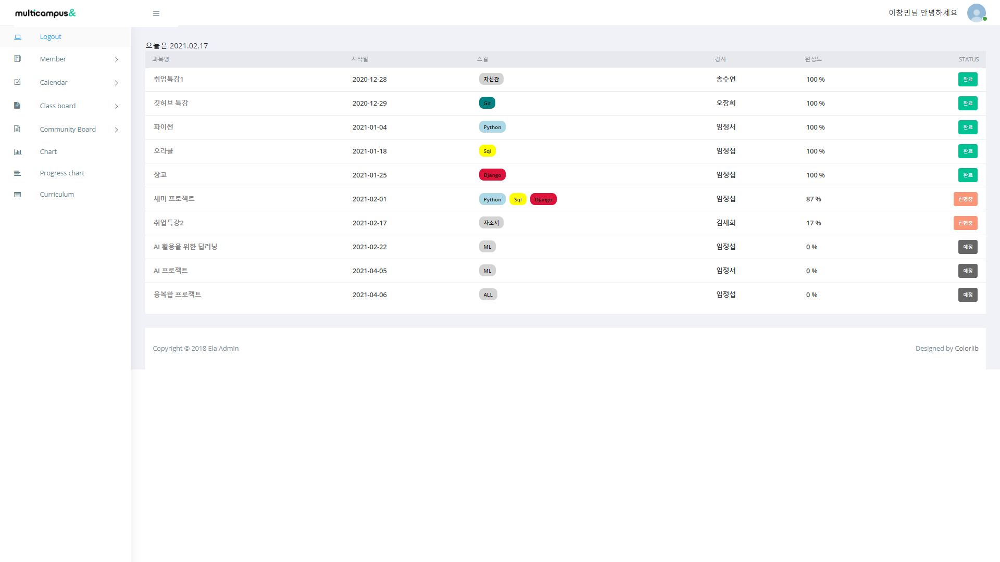 multicampus&
이창민님 안녕하세요
Logout
Member
Calendar
Class board
Community Board
Chart
Progress chart
Curriculum
오늘은 2021.02.17
과목명 시작일 스킬 강사 완성도 STATUS
취업특강1 2020-12-28 자신감 송수연 100 % 완료
깃허브 특강 2020-12-29 Git 오창희 100 % 완료
파이썬 2021-01-04 Python 임정서 100 % 완료
오라클 2021-01-18 Sql 임정섭 100 % 완료
장고 2021-01-25 Django 임정섭 100 % 완료
세미 프로젝트 2021-02-01 Python Sql Django 임정섭 87 % 진행중
취업특강2 2021-02-17 자소서 김세희 17 % 진행중
AI 활용을 위한 딥러닝 2021-02-22 ML 임정섭 0 % 예정
AI 프로젝트 2021-04-05 ML 임정서 0 % 예정
융복합 프로젝트 2021-04-06 ALL 임정섭 0 % 예정
Copyright © 2018 Ela Admin
Designed by Colorlib